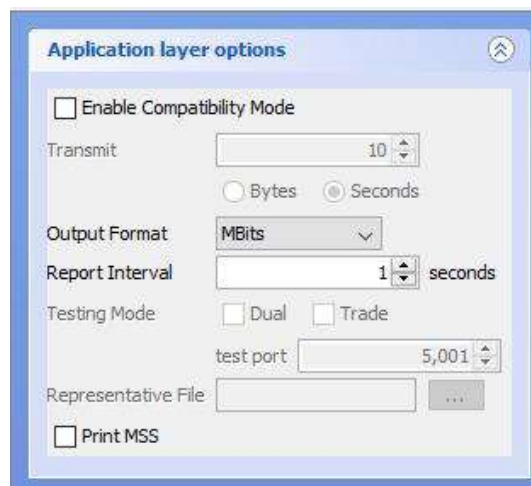 Application layer options
Enable Compatibility Mode
Transmit 10
Bytes Seconds
Output Format MBits
Report Interval 1 seconds
Testing Mode Dual Trade
test port 5,001
Representative File ...
Print MSS